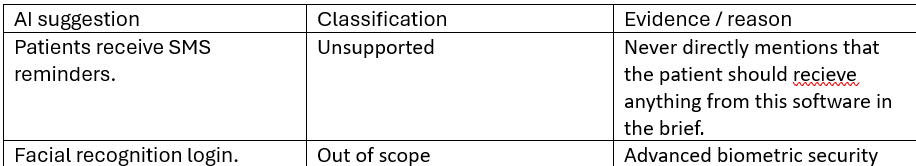 AI suggestion
Classification
Evidence / reason
Patients receive SMS
reminders.
Unsupported
Never directly mentions that
the patient should recieve
anything from this software in
the brief.
Facial recognition login.
Out of scope
Advanced biometric security